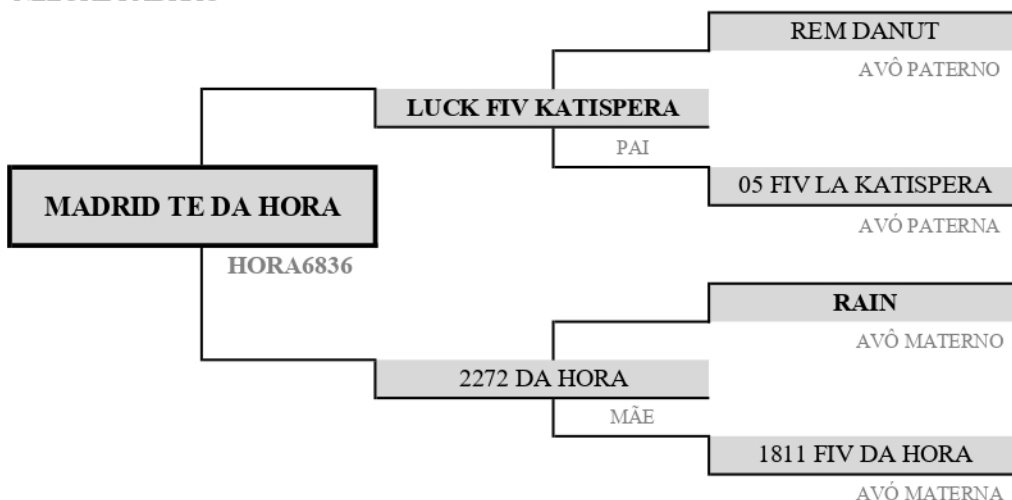 REM DANUT
AVÔ PATERNO
LUCK FIV KATISPERA
PAI
05 FIV LA KATISPERA
AVÓ PATERNA
MADRID TE DA HORA
HORA6836
RAIN
AVÔ MATERNO
2272 DA HORA
MÃE
1811 FIV DA HORA
AVÓ MATERNA